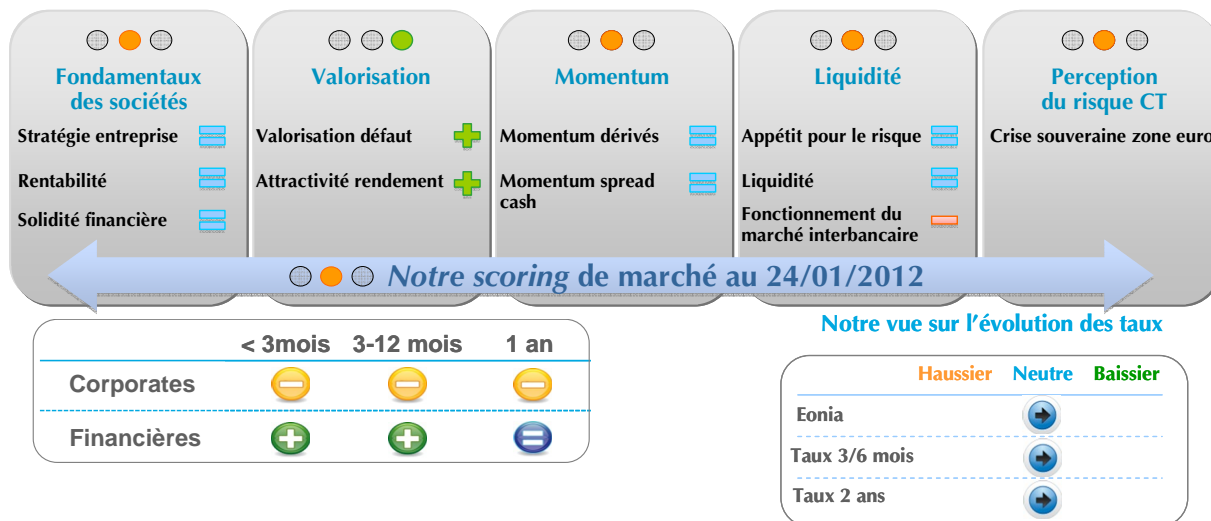 Fondamentaux
des sociétés
Stratégie entreprise
Rentabilité
Solidité financière
Valorisation
Valorisation défaut
Attractivité rendement
Momentum
Momentum dérivés
Momentum spread
cash
Liquidité
Appétit pour le risque
Liquidité
Fonctionnement du
marché interbancaire
Perception
du risque CT
Crise souveraine zone euro
Notre scoring de marché au 24/01/2012
< 3mois 3-12 mois 1 an
Corporates
Financières
Notre vue sur l'évolution des taux
Haussier Neutre Baissier
Eonia
Taux 3/6 mois
Taux 2 ans